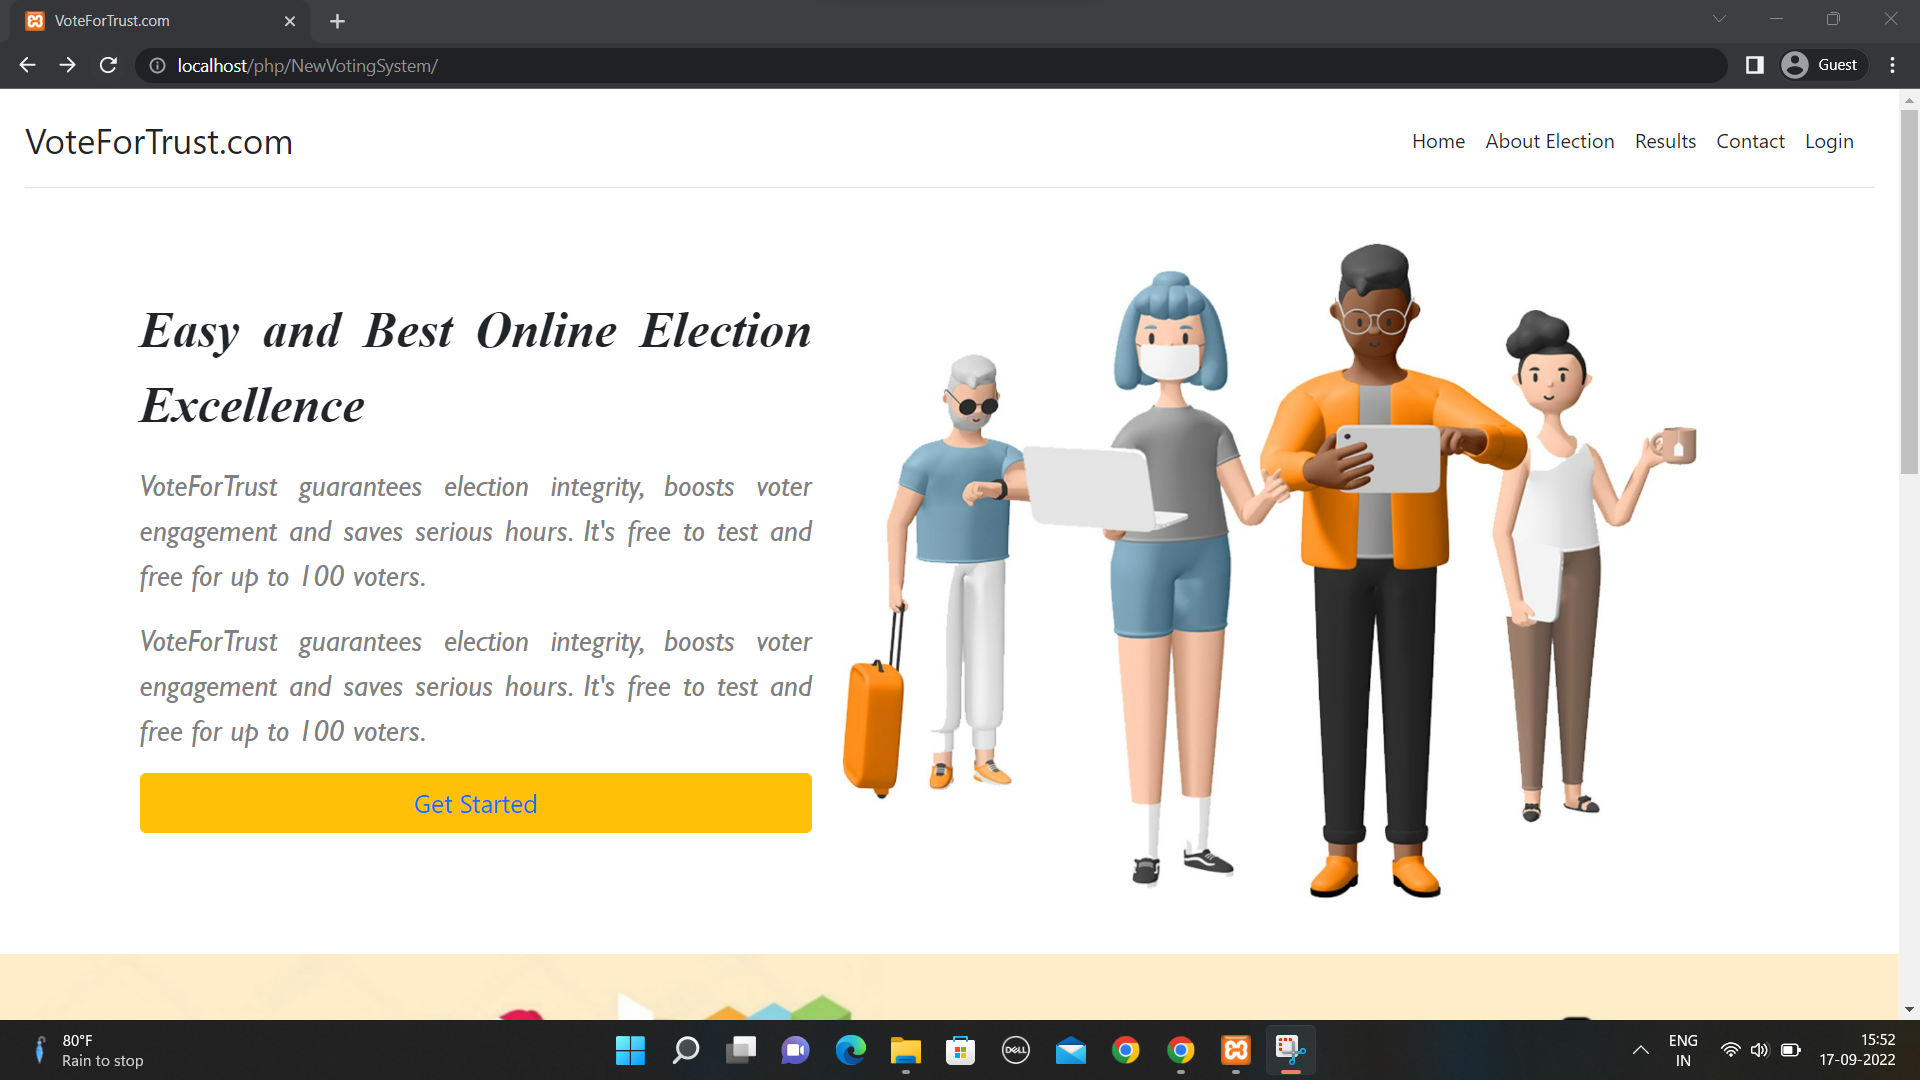 VoteForTrust.com
localhost/php/NewVotingSystem/
Guest
VoteForTrust.com
Home About Election Results Contact Login
Easy and Best Online Election
Excellence
VoteForTrust guarantees election integrity, boosts voter
engagement and saves serious hours. It's free to test and
free for up to 100 voters.
VoteForTrust guarantees election integrity, boosts voter
engagement and saves serious hours. It's free to test and
free for up to 100 voters.
Get Started
80°F
Rain to stop
DELL
ENG
IN
15:52
17-09-2022